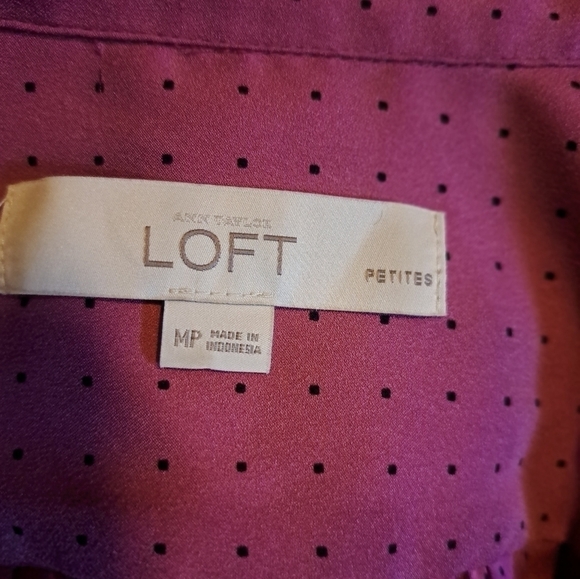 ANN TAYLOR
LOFT
PETITES
MP MADE IN
INDONESIA